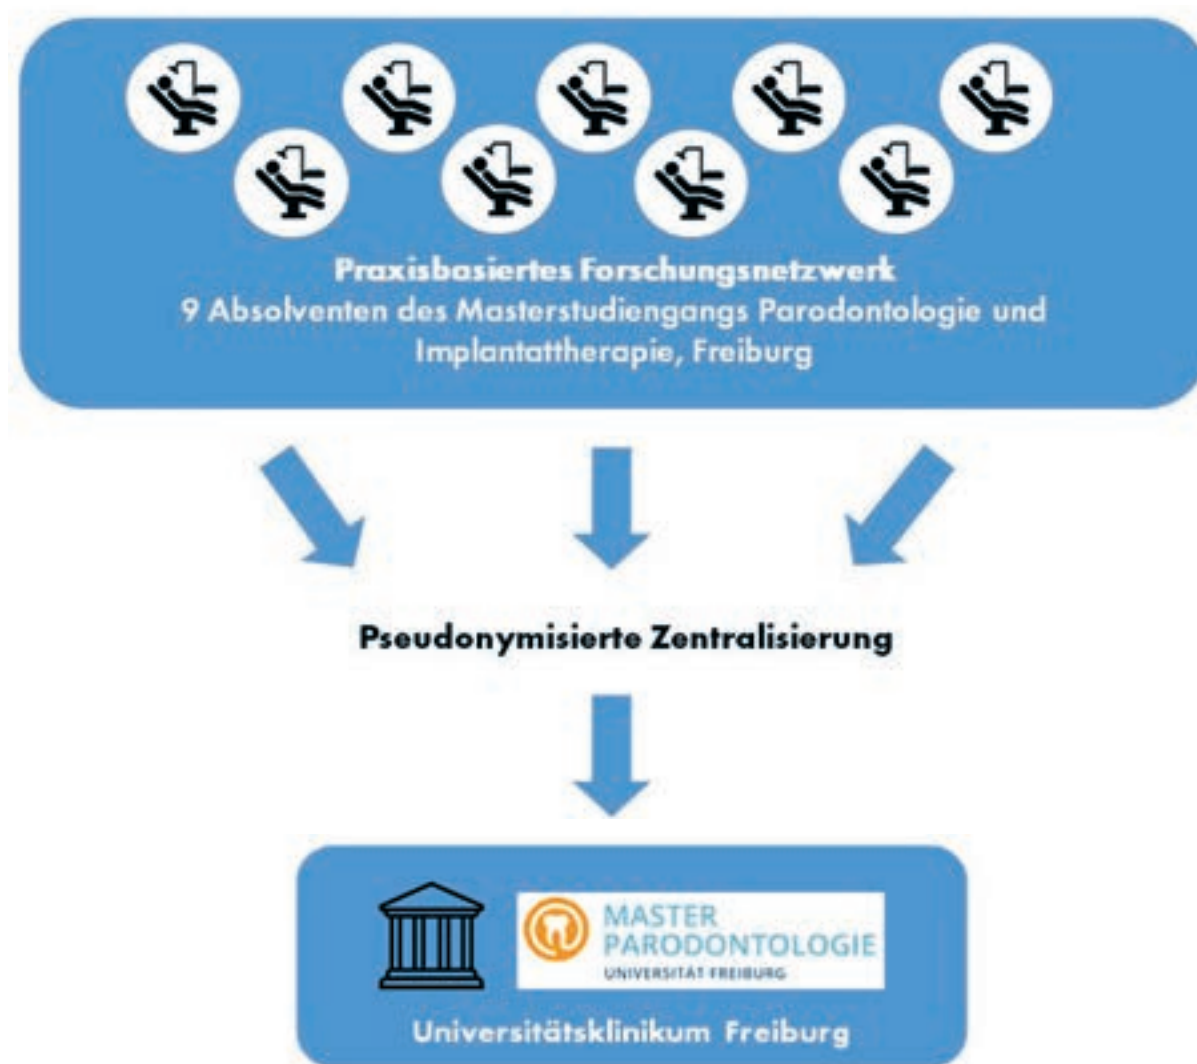 Praxisbasiertes Forschungsnetzwerk
9 Absolventen des Masterstudiengangs Parodontologie und
Implantattherapie, Freiburg
Pseudonymisierte Zentralisierung
MASTER
PARODONTOLOGIE
UNIVERSITÄT FREIBURG
Universitätsklinikum Freiburg